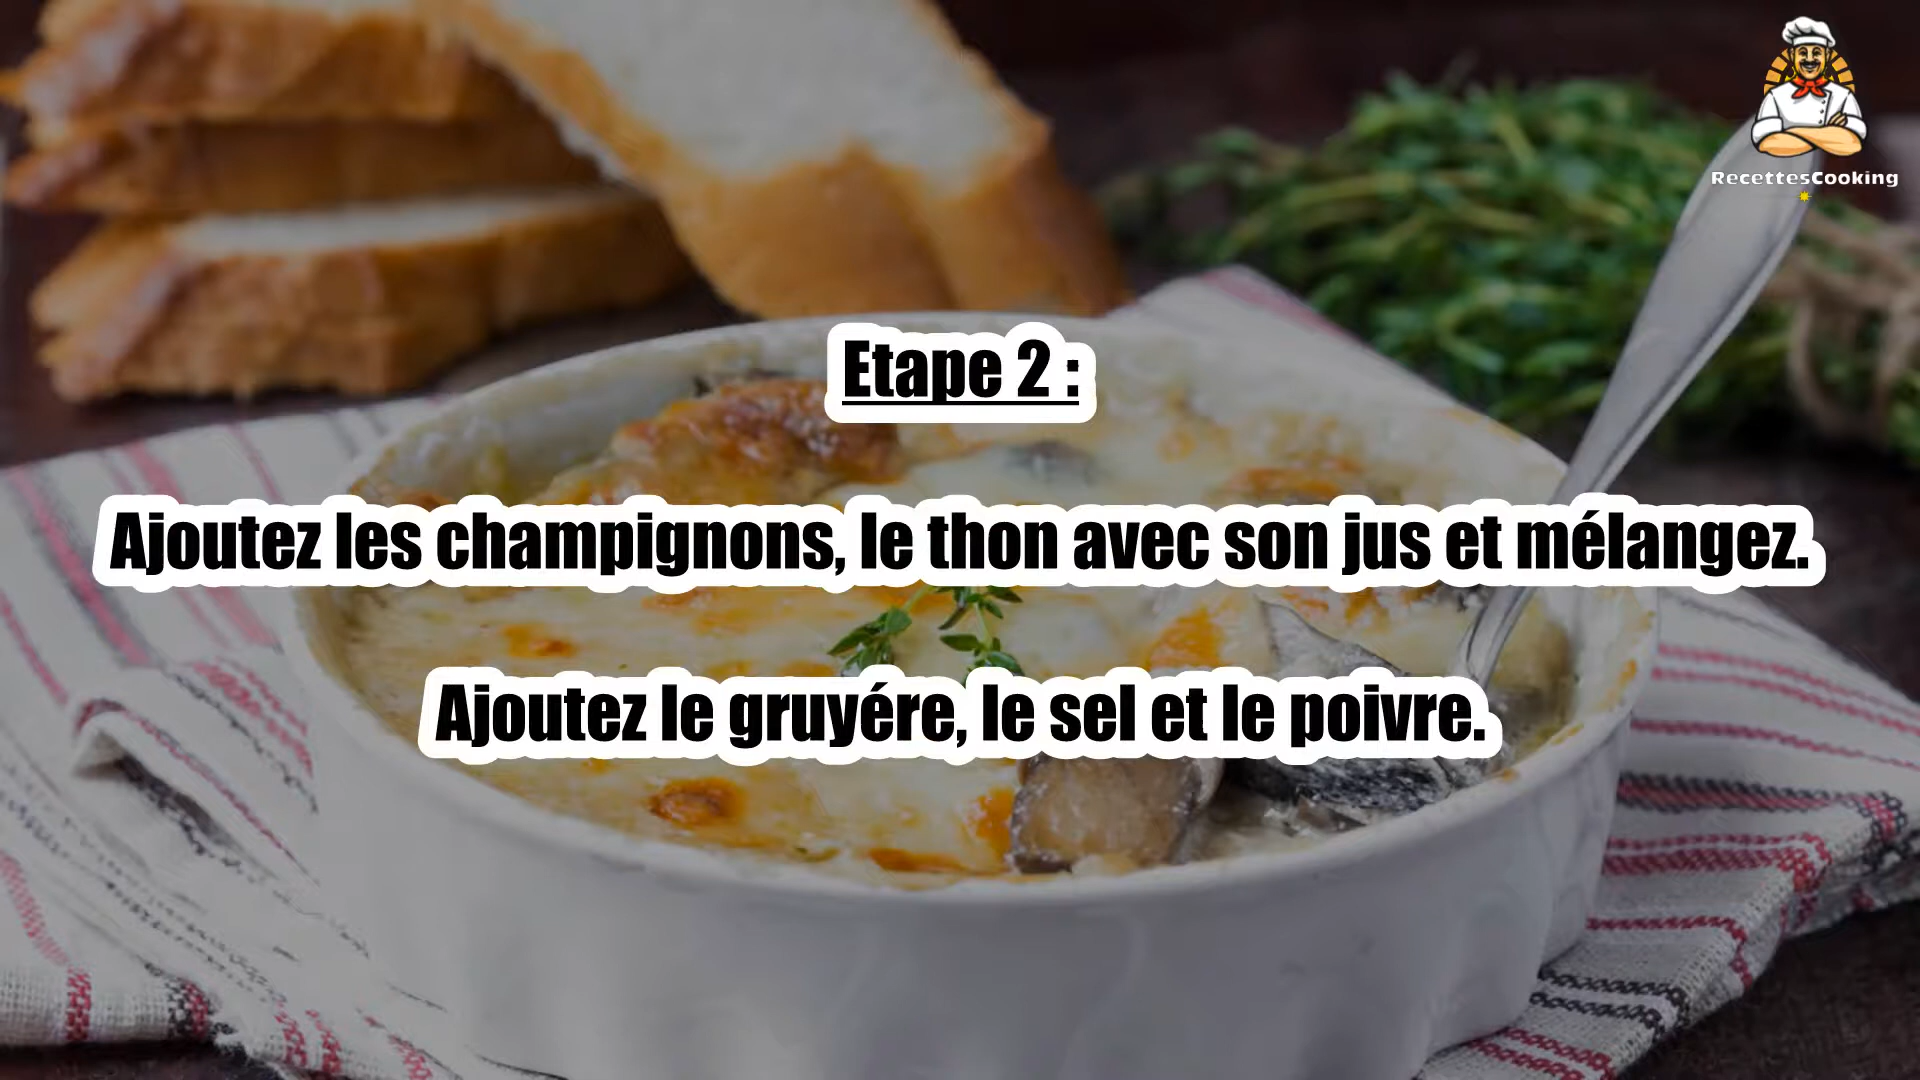 RecettesCooking
Etape 2 :
Ajoutez les champignons, le thon avec son jus et mélangez.
Ajoutez le gruyére, le sel et le poivre.